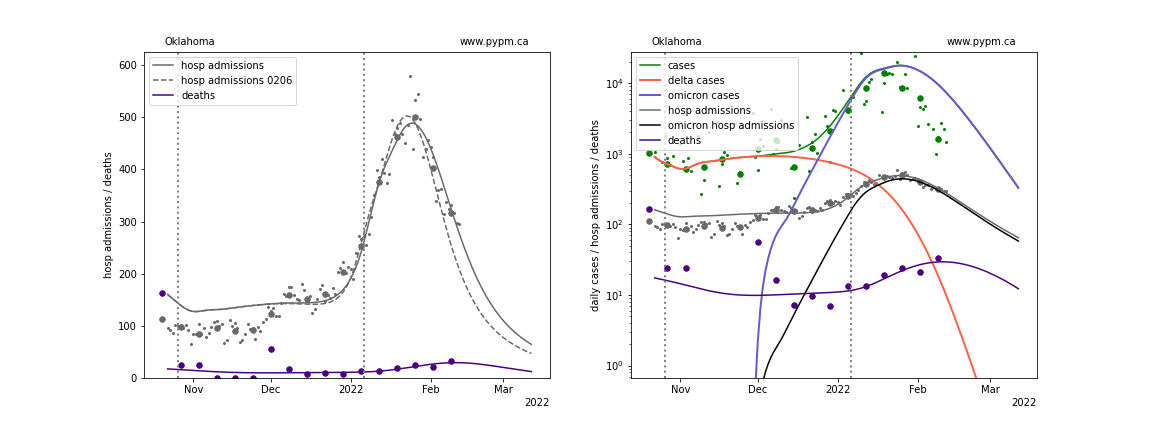 Oklahoma
www.pypm.ca
hosp admissions
hosp admissions 0206
deaths
hosp admissions / deaths
600
500
400
300
200
100
0
Nov
Dec
2022
Feb
Mar
2022
Oklahoma
www.pypm.ca
cases
delta cases
omicron cases
hosp admissions
omicron hosp admissions
deaths
daily cases / hosp admissions / deaths
10⁴
10³
10²
10¹
10⁰
Nov
Dec
2022
Feb
Mar
2022